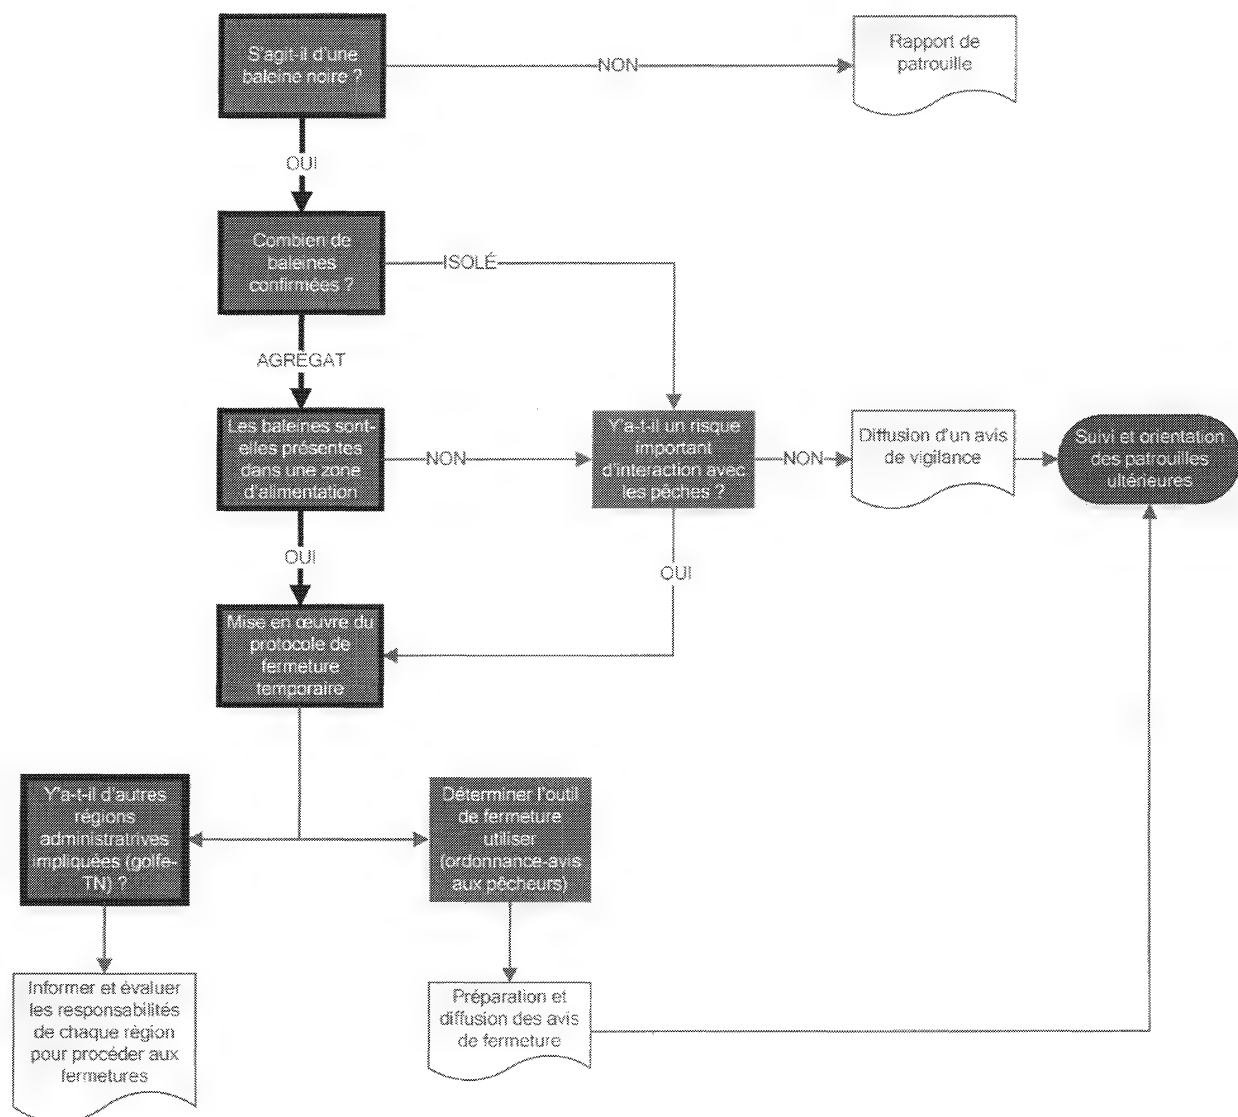 S'agit-il d'une
baleine noire ?
NON
Rapport de
patrouille
OUI
Combien de
baleines
confirmées ?
ISOLÉ
AGRÉGAT
Les baleines sont-
elles présentes
dans une zone
d'alimentation
NON
Y'a-t-il un risque
important
d'interaction avec
les pêches ?
NON
Diffusion d'un avis
de vigilance
Suivi et orientation
des patrouilles
ultérieures
OUI
OUI
Mise en œuvre du
protocole de
fermeture
temporaire
Y'a-t-il d'autres
régions
administratrives
impliquées (golfe-
TN) ?
Déterminer l'outil
de fermeture
utiliser
(ordonnance-avis
aux pêcheurs)
Informer et évaluer
les responsabilités
de chaque région
pour procéder aux
fermetures
Préparation et
diffusion des avis
de fermeture